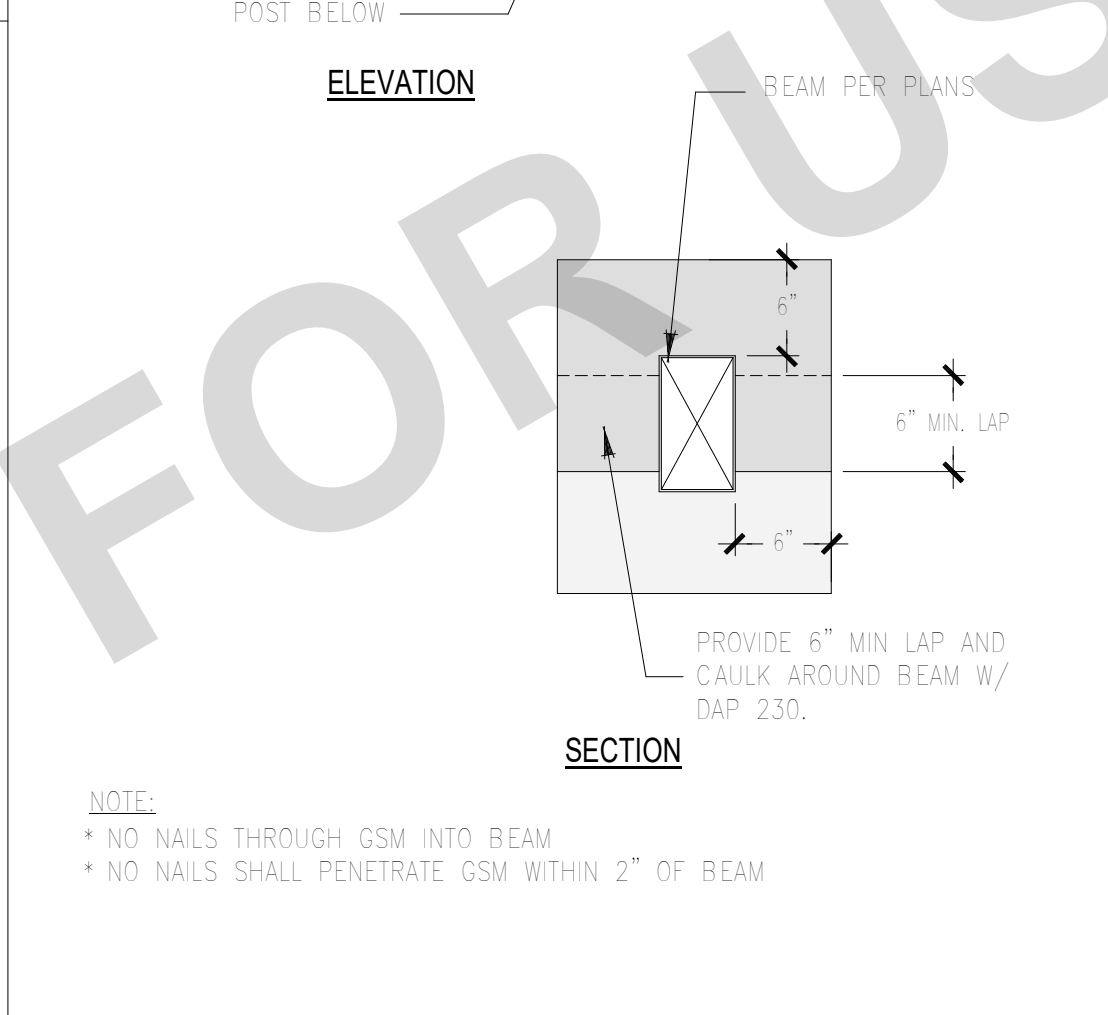 POST BELOW
ELEVATION
BEAM PER PLANS
6"
6" MIN. LAP
6"
PROVIDE 6" MIN LAP AND
CAULK AROUND BEAM W/
DAP 230.
SECTION
NOTE:
* NO NAILS THROUGH GSM INTO BEAM
* NO NAILS SHALL PENETRATE GSM WITHIN 2" OF BEAM
FOR US